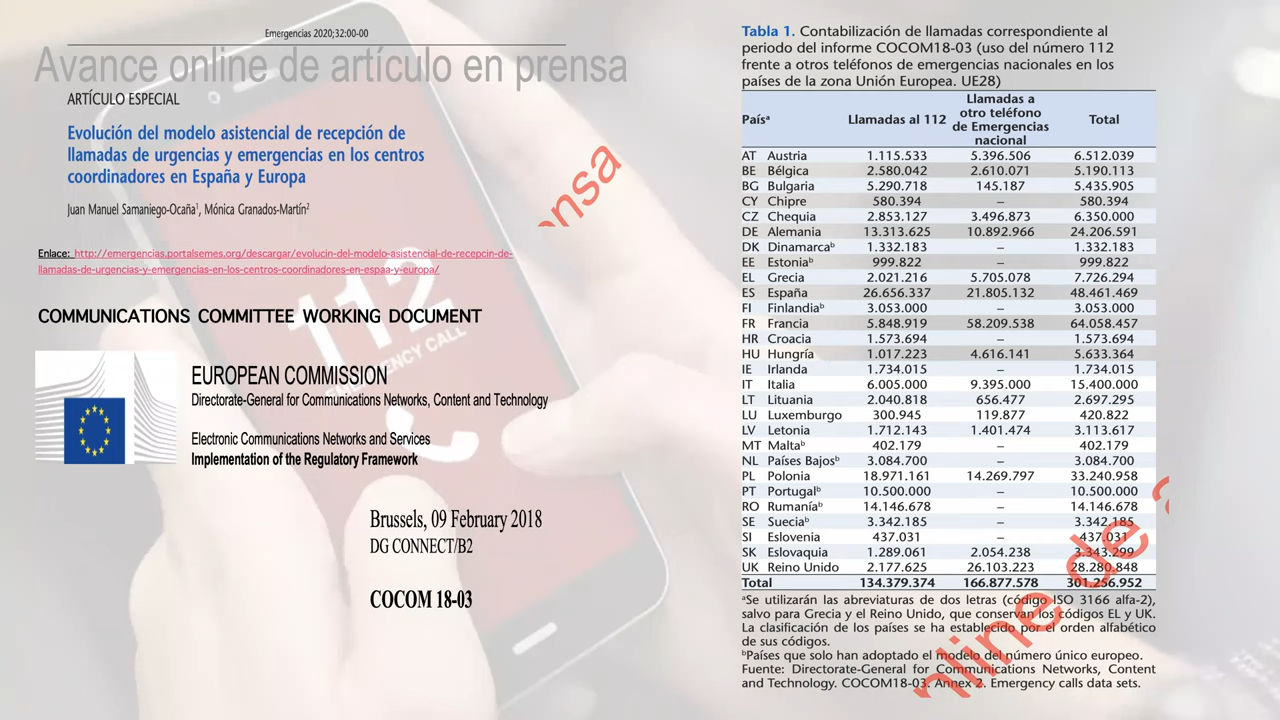 Emergencias 2020;32:00-00
Avance online de artículo en prensa
ARTÍCULO ESPECIAL
Evolución del modelo asistencial de recepción de
llamadas de urgencias y emergencias en los centros
coordinadores en España y Europa
Juan Manuel Samaniego-Ocaña¹, Mónica Granados-Martín²
Enlace: http://emergencias.portalsemes.org/descargar/evolucin-del-modelo-asistencial-de-recepcin-de-
llamadas-de-urgencias-y-emergencias-en-los-centros-coordinadores-en-espaa-y-europa/
COMMUNICATIONS COMMITTEE WORKING DOCUMENT
EUROPEAN COMMISSION
Directorate-General for Communications Networks, Content and Technology
Electronic Communications Networks and Services
Implementation of the Regulatory Framework
Brussels, 09 February 2018
DG CONNECT/B2
COCOM 18-03
112
EMERGENCY CALL
ensa
Tabla 1. Contabilización de llamadas correspondiente al
periodo del informe COCOM18-03 (uso del número 112
frente a otros teléfonos de emergencias nacionales en los
países de la zona Unión Europea. UE28)
Paísᵃ Llamadas al 112 Llamadas a otro teléfono de Emergencias nacional Total
AT Austria 1.115.533 5.396.506 6.512.039
BE Bélgica 2.580.042 2.610.071 5.190.113
BG Bulgaria 5.290.718 145.187 5.435.905
CY Chipre 580.394 – 580.394
CZ Chequia 2.853.127 3.496.873 6.350.000
DE Alemania 13.313.625 10.892.966 24.206.591
DK Dinamarcaᵇ 1.332.183 – 1.332.183
EE Estoniaᵇ 999.822 – 999.822
EL Grecia 2.021.216 5.705.078 7.726.294
ES España 26.656.337 21.805.132 48.461.469
FI Finlandiaᵇ 3.053.000 – 3.053.000
FR Francia 5.848.919 58.209.538 64.058.457
HR Croacia 1.573.694 – 1.573.694
HU Hungría 1.017.223 4.616.141 5.633.364
IE Irlanda 1.734.015 – 1.734.015
IT Italia 6.005.000 9.395.000 15.400.000
LT Lituania 2.040.818 656.477 2.697.295
LU Luxemburgo 300.945 119.877 420.822
LV Letonia 1.712.143 1.401.474 3.113.617
MT Maltaᵇ 402.179 – 402.179
NL Países Bajosᵇ 3.084.700 – 3.084.700
PL Polonia 18.971.161 14.269.797 33.240.958
PT Portugalᵇ 10.500.000 – 10.500.000
RO Rumaníaᵇ 14.146.678 – 14.146.678
SE Sueciaᵇ 3.342.185 – 3.342.185
SI Eslovenia 437.031 – 437.031
SK Eslovaquia 1.289.061 2.054.238 3.343.299
UK Reino Unido 2.177.625 26.103.223 28.280.848
Total 134.379.374 166.877.578 301.256.952
ᵃSe utilizarán las abreviaturas de dos letras (código ISO 3166 alfa-2),
salvo para Grecia y el Reino Unido, que conservan los códigos EL y UK.
La clasificación de los países se ha establecido por el orden alfabético
de sus códigos.
ᵇPaíses que solo han adoptado el modelo del número único europeo.
Fuente: Directorate-General for Communications Networks, Content
and Technology. COCOM18-03. Annex 2. Emergency calls data sets.
nline de